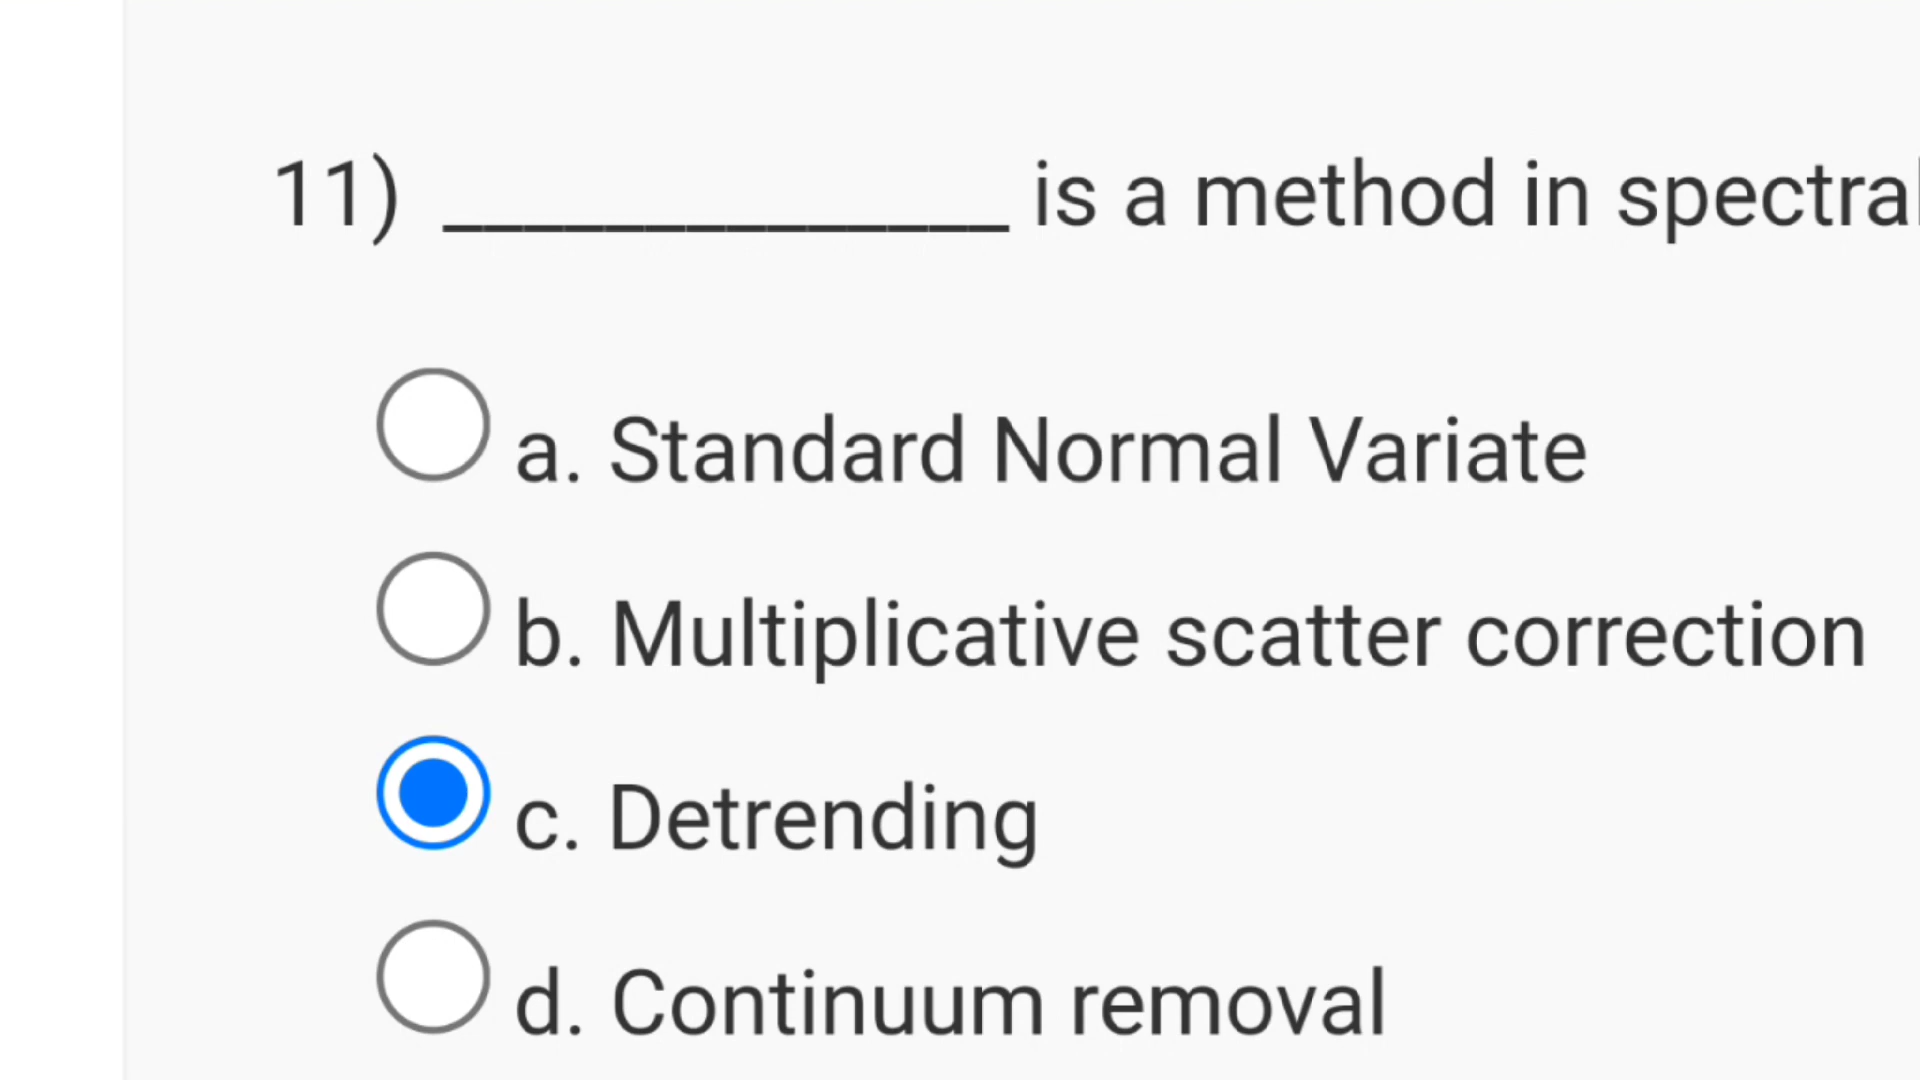 11) ______________ is a method in spectral
a. Standard Normal Variate
b. Multiplicative scatter correction
c. Detrending
d. Continuum removal